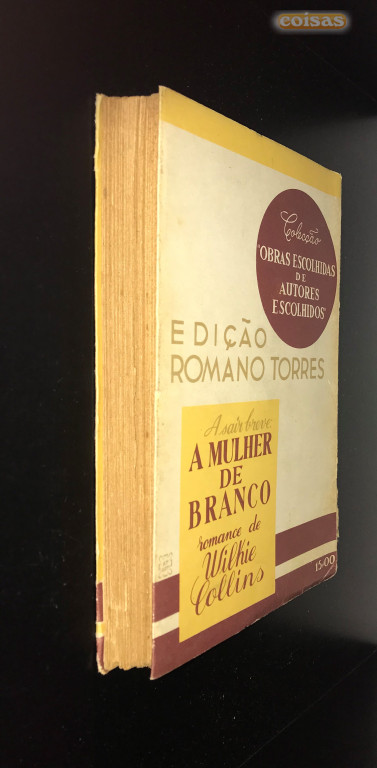 coisas
Colecção
"OBRAS ESCOLHIDAS
DE
AUTORES
ESCOLHIDOS"
EDIÇÃO
ROMANO TORRES
A sair breve:
A MULHER
DE
BRANCO
romance de
Wilkie
Collins
15$00